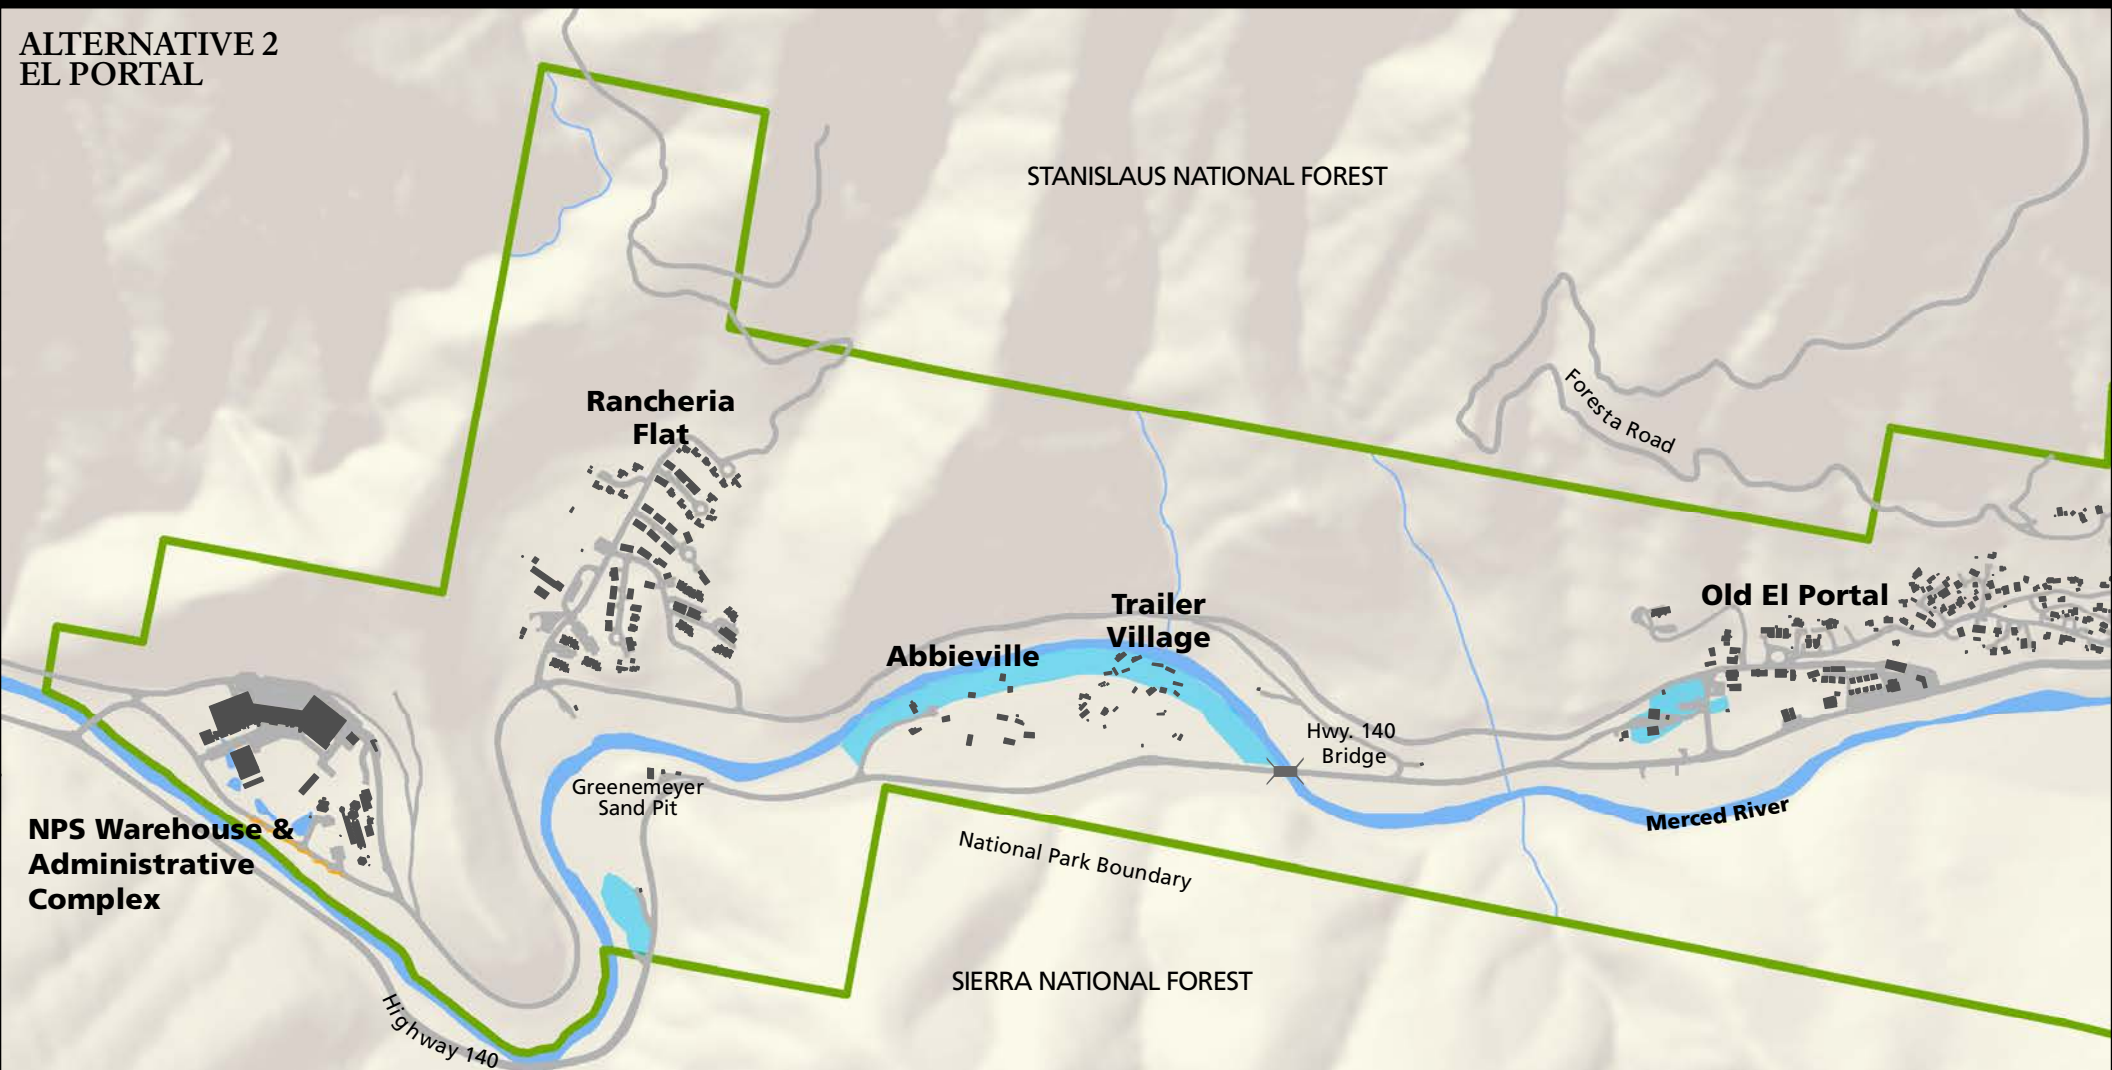 ALTERNATIVE 2
EL PORTAL
STANISLAUS NATIONAL FOREST
Foresta Road
Rancheria
Flat
Old El Portal
Trailer
Village
Abbieville
Hwy. 140
Bridge
Greenemeyer
Sand Pit
Merced River
NPS Warehouse &
Administrative
Complex
National Park Boundary
SIERRA NATIONAL FOREST
Highway 140